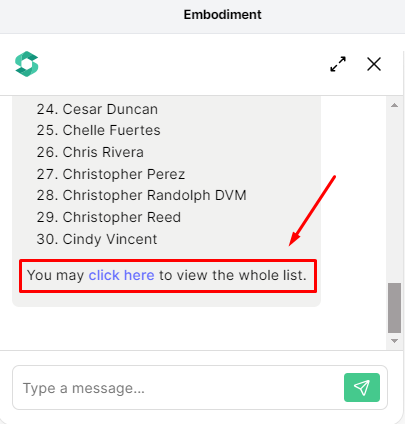 Embodiment
24. Cesar Duncan
25. Chelle Fuertes
26. Chris Rivera
27. Christopher Perez
28. Christopher Randolph DVM
29. Christopher Reed
30. Cindy Vincent
You may click here to view the whole list.
Type a message...